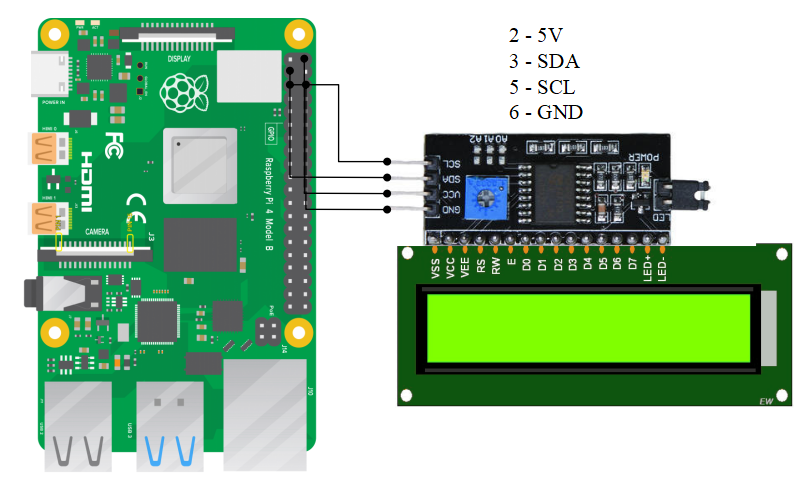 2 - 5V
3 - SDA
5 - SCL
6 - GND
PWR
ACT
DISPLAY
POWER IN
HDMI 0
HDMI 1
HDMI
FC
CE
GPIO
Raspberry Pi 4 Model B
CAMERA
J3
PoE
J14
USB 2
USB 3
J10
A0 A1 A2
POWER
SCL
SDA
VCC
GND
LED
VSS
VCC
VEE
RS
RW
E
D0
D1
D2
D3
D4
D5
D6
D7
LED+
LED-
EW